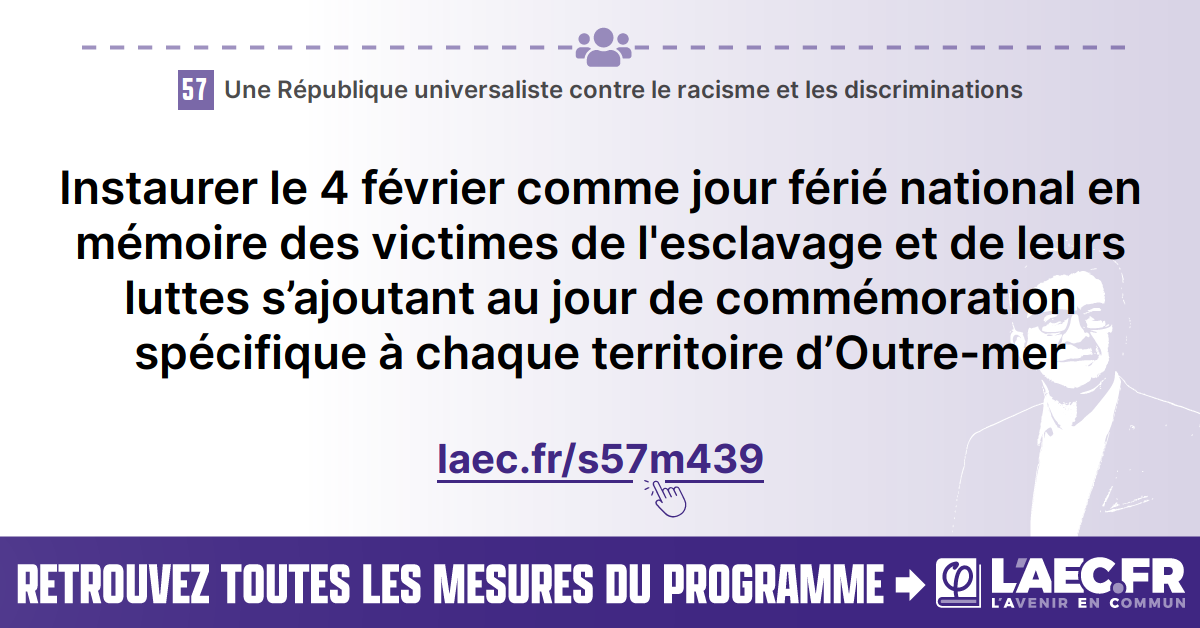 57 Une République universaliste contre le racisme et les discriminations
Instaurer le 4 février comme jour férié national en
mémoire des victimes de l'esclavage et de leurs
luttes s’ajoutant au jour de commémoration
spécifique à chaque territoire d’Outre-mer
laec.fr/s57m439
RETROUVEZ TOUTES LES MESURES DU PROGRAMME
φ L'AEC.FR
L'AVENIR EN COMMUN